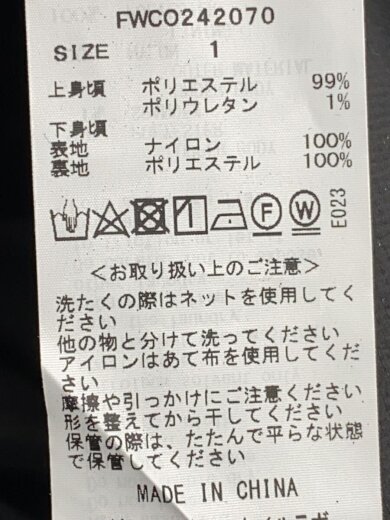 FWCO242070
SIZE 1
上身頃 ポリエステル 99%
ポリウレタン 1%
下身頃
表地 ナイロン 100%
裏地 ポリエステル 100%
F W E023
<お取り扱い上のご注意>
洗たくの際はネットを使用してく
ださい
他の物と分けて洗ってください
アイロンはあて布を使用してくだ
さい
摩擦や引っかけにご注意ください
形を整えてから干してください
保管の際は、たたんで平らな状態
で保管してください
MADE IN CHINA